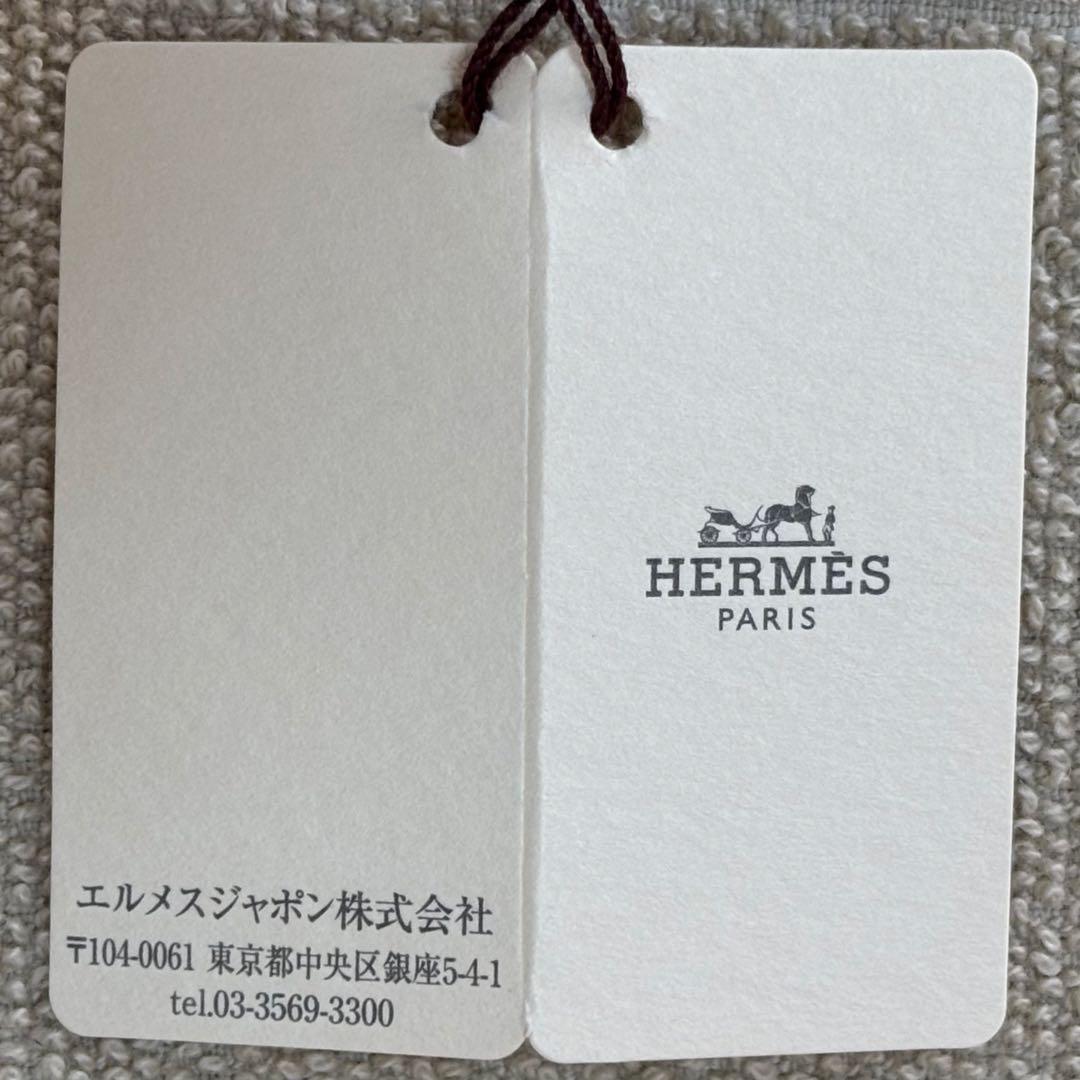 エルメスジャポン株式会社
〒104-0061 東京都中央区銀座5-4-1
tel.03-3569-3300
HERMÈS
PARIS